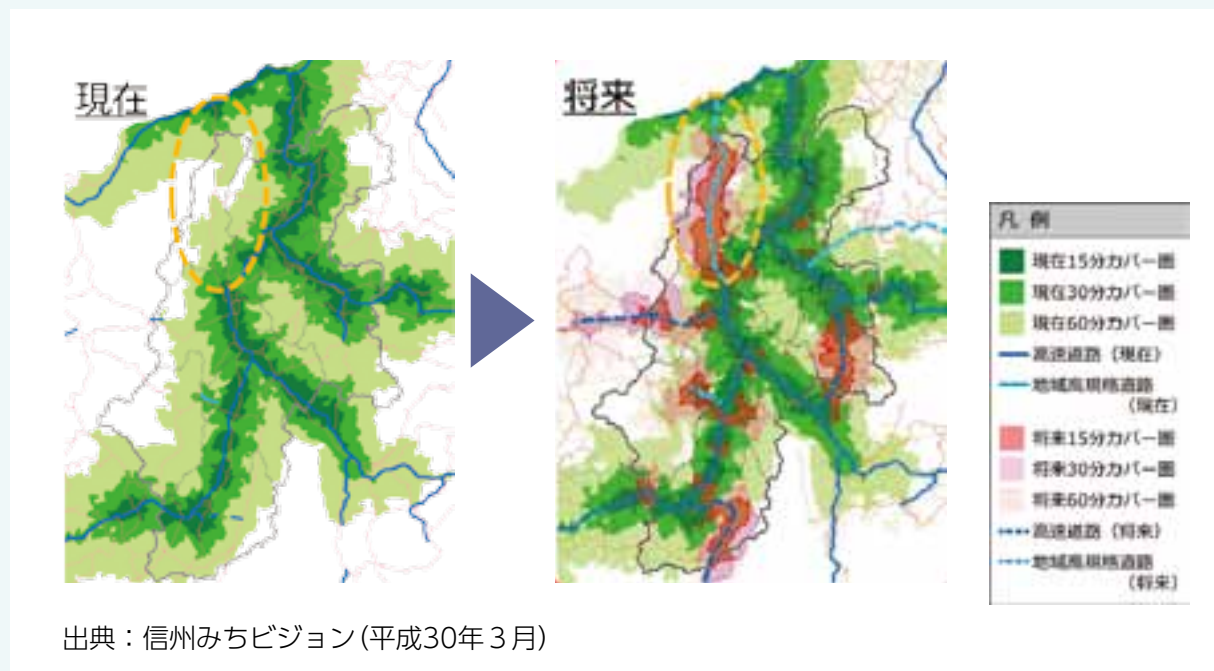 現在
将来
凡 例
現在15分カバー圏
現在30分カバー圏
現在60分カバー圏
高速道路（現在）
地域高規格道路
（現在）
将来15分カバー圏
将来30分カバー圏
将来60分カバー圏
高速道路（将来）
地域高規格道路
（将来）
出典：信州みちビジョン(平成30年３月)